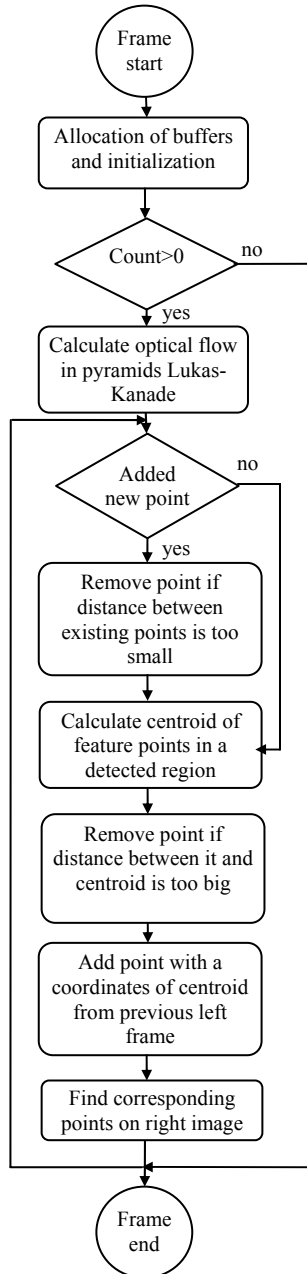 Frame
start
Allocation of buffers
and initialization
Count>0
no
yes
Calculate optical flow
in pyramids Lukas-
Kanade
Added
new point
no
yes
Remove point if
distance between
existing points is too
small
Calculate centroid of
feature points in a
detected region
Remove point if
distance between it and
centroid is too big
Add point with a
coordinates of centroid
from previous left
frame
Find corresponding
points on right image
Frame
end